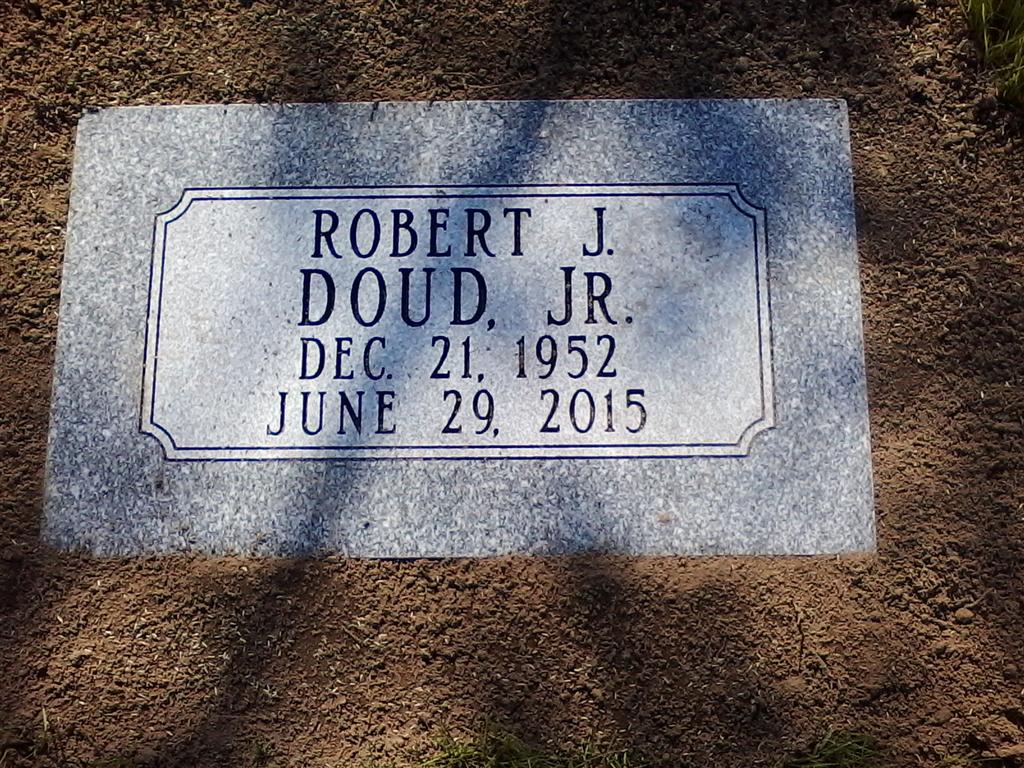 ROBERT J.
DOUD, JR.
DEC. 21, 1952
JUNE 29, 2015